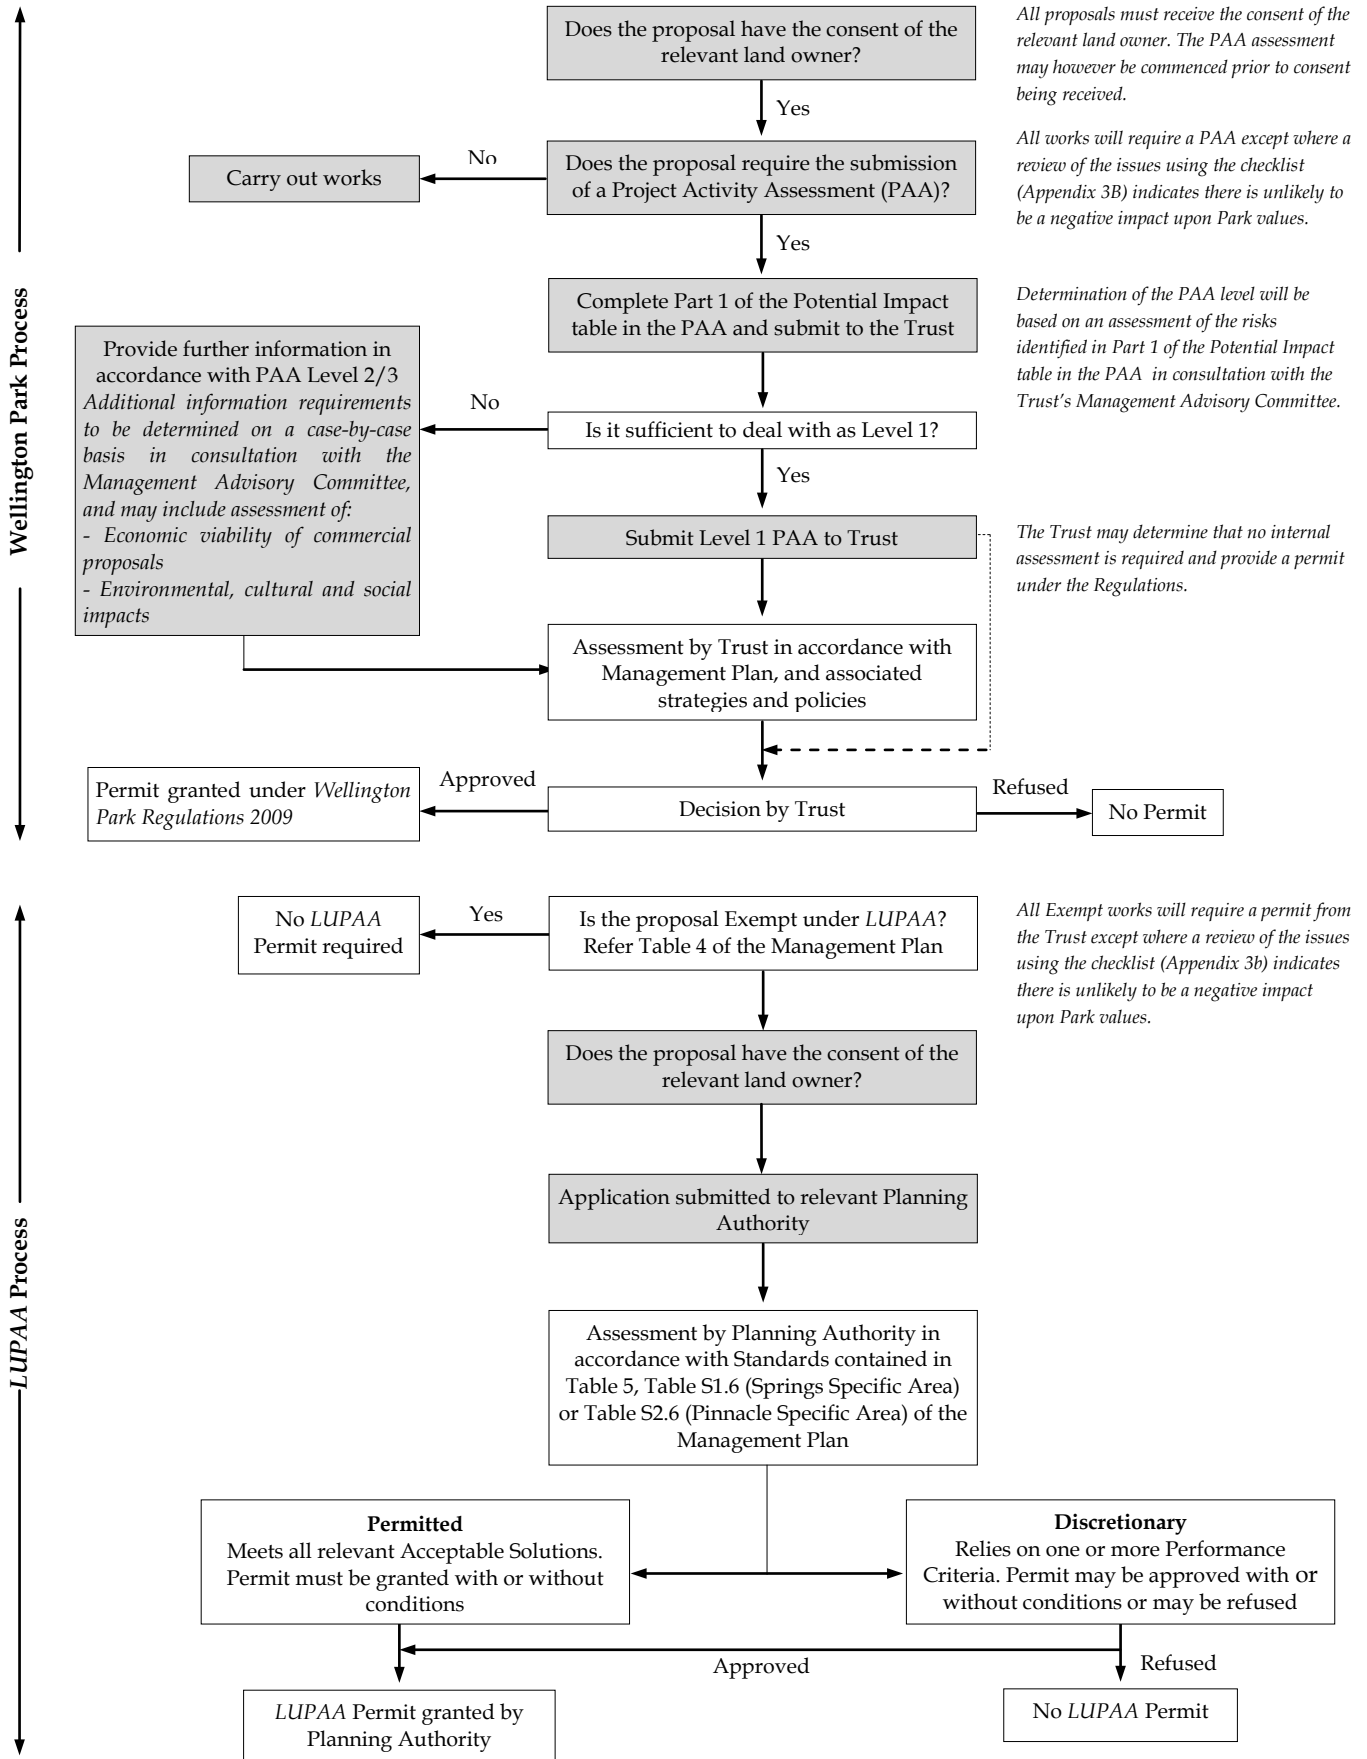 Wellington Park Process
Does the proposal have the consent of the
relevant land owner?
All proposals must receive the consent of the
relevant land owner. The PAA assessment
may however be commenced prior to consent
being received.
Yes
Does the proposal require the submission
of a Project Activity Assessment (PAA)?
No
Carry out works
All works will require a PAA except where a
review of the issues using the checklist
(Appendix 3B) indicates there is unlikely to
be a negative impact upon Park values.
Yes
Complete Part 1 of the Potential Impact
table in the PAA and submit to the Trust
Determination of the PAA level will be
based on an assessment of the risks
identified in Part 1 of the Potential Impact
table in the PAA in consultation with the
Trust's Management Advisory Committee.
Is it sufficient to deal with as Level 1?
No
Provide further information in
accordance with PAA Level 2/3
Additional information requirements
to be determined on a case-by-case
basis in consultation with the
Management Advisory Committee,
and may include assessment of:
- Economic viability of commercial
proposals
- Environmental, cultural and social
impacts
Yes
Submit Level 1 PAA to Trust
The Trust may determine that no internal
assessment is required and provide a permit
under the Regulations.
Assessment by Trust in accordance with
Management Plan, and associated
strategies and policies
Decision by Trust
Approved
Permit granted under Wellington
Park Regulations 2009
Refused
No Permit
LUPAA Process
Is the proposal Exempt under LUPAA?
Refer Table 4 of the Management Plan
Yes
No LUPAA
Permit required
All Exempt works will require a permit from
the Trust except where a review of the issues
using the checklist (Appendix 3b) indicates
there is unlikely to be a negative impact
upon Park values.
Does the proposal have the consent of the
relevant land owner?
Application submitted to relevant Planning
Authority
Assessment by Planning Authority in
accordance with Standards contained in
Table 5, Table S1.6 (Springs Specific Area)
or Table S2.6 (Pinnacle Specific Area) of the
Management Plan
Permitted
Meets all relevant Acceptable Solutions.
Permit must be granted with or without
conditions
Discretionary
Relies on one or more Performance
Criteria. Permit may be approved with or
without conditions or may be refused
Approved
Refused
LUPAA Permit granted by
Planning Authority
No LUPAA Permit